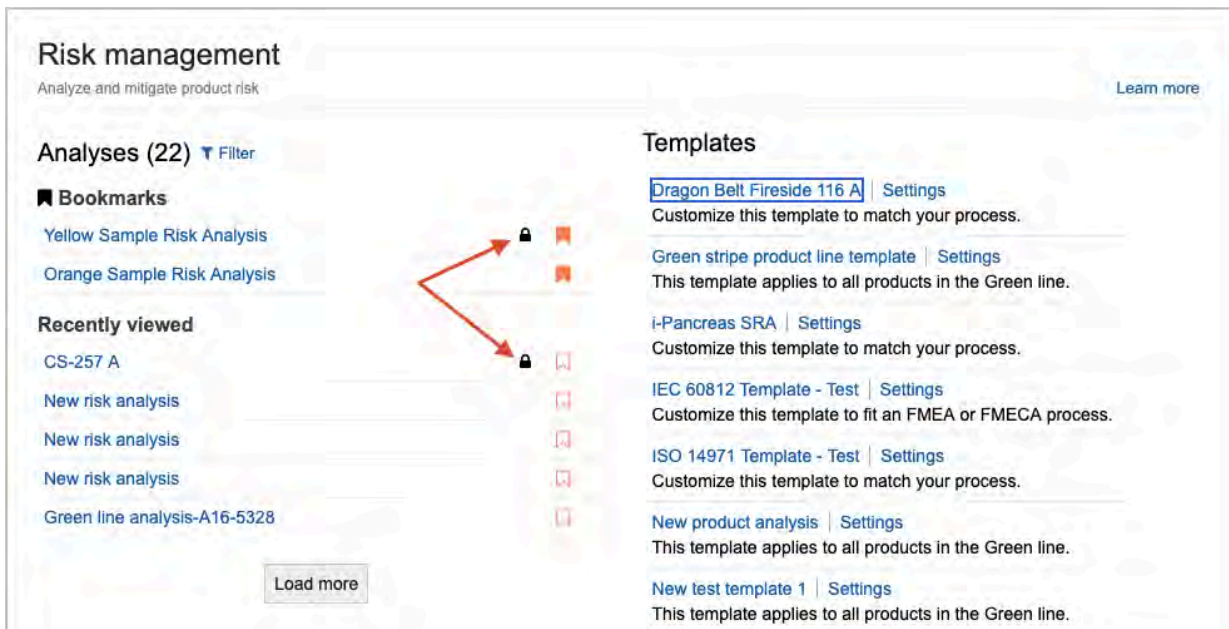 Risk management
Analyze and mitigate product risk
Learn more
Analyses (22) Filter
Bookmarks
Yellow Sample Risk Analysis
Orange Sample Risk Analysis
Recently viewed
CS-257 A
New risk analysis
New risk analysis
New risk analysis
Green line analysis-A16-5328
Load more
Templates
Dragon Belt Fireside 116 A | Settings
Customize this template to match your process.
Green stripe product line template | Settings
This template applies to all products in the Green line.
i-Pancreas SRA | Settings
Customize this template to match your process.
IEC 60812 Template - Test | Settings
Customize this template to fit an FMEA or FMECA process.
ISO 14971 Template - Test | Settings
Customize this template to match your process.
New product analysis | Settings
This template applies to all products in the Green line.
New test template 1 | Settings
This template applies to all products in the Green line.